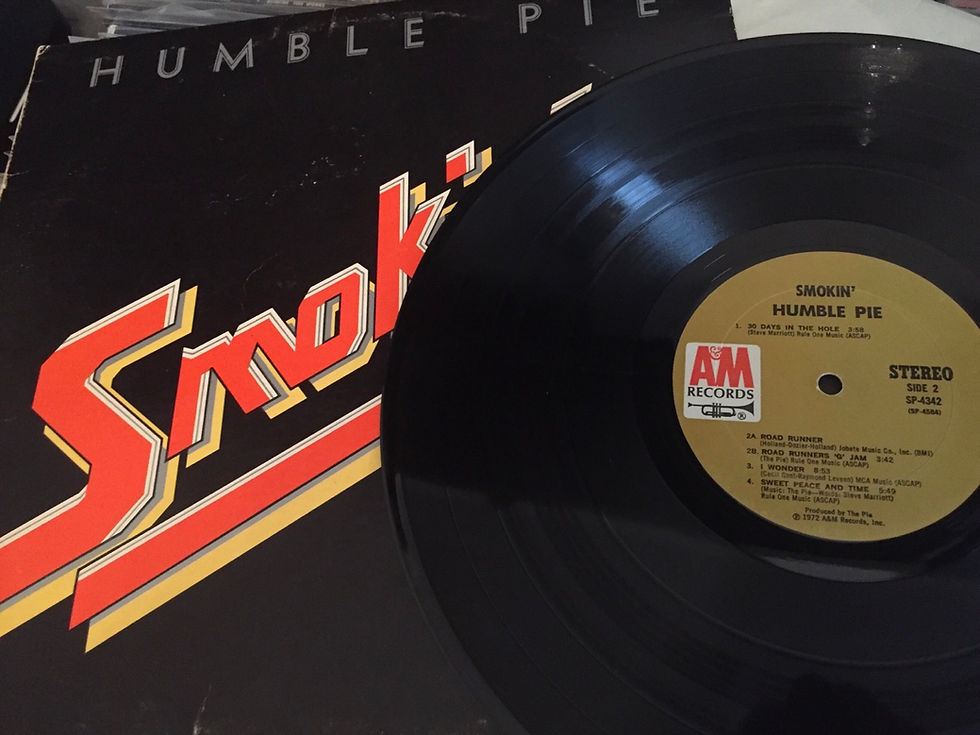 HUMBLE PIE
Smokin'
SMOKIN'
HUMBLE PIE
1. 30 DAYS IN THE HOLE 3:58
(Steve Marriott) Rule One Music (ASCAP)
A&M
RECORDS
®
STEREO
SIDE 2
SP-4342
(SP-4584)
2A. ROAD RUNNER
(Holland-Dozier-Holland) Jobete Music Co., Inc. (BMI)
2B. ROAD RUNNERS 'G' JAM 3:42
(The Pie) Rule One Music (ASCAP)
3. I WONDER 8:53
(Cecil Gant-Raymond Leveen) MCA Music (ASCAP)
4. SWEET PEACE AND TIME 5:49
(Music: The Pie—Words: Steve Marriott)
Rule One Music (ASCAP)
Produced by The Pie
℗ 1972 A&M Records, Inc.